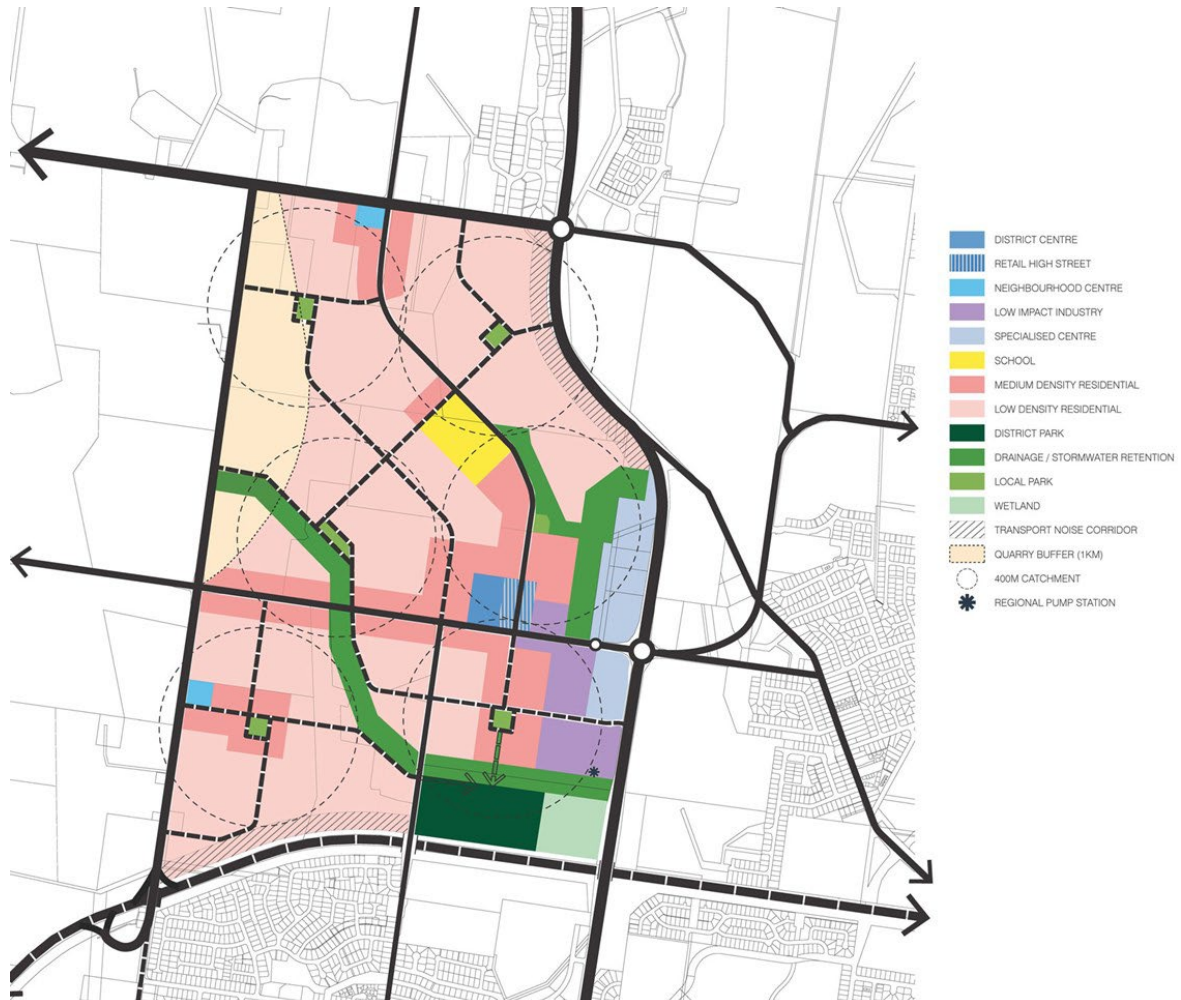 DISTRICT CENTRE
RETAIL HIGH STREET
NEIGHBOURHOOD CENTRE
LOW IMPACT INDUSTRY
SPECIALISED CENTRE
SCHOOL
MEDIUM DENSITY RESIDENTIAL
LOW DENSITY RESIDENTIAL
DISTRICT PARK
DRAINAGE / STORMWATER RETENTION
LOCAL PARK
WETLAND
TRANSPORT NOISE CORRIDOR
QUARRY BUFFER (1KM)
400M CATCHMENT
REGIONAL PUMP STATION